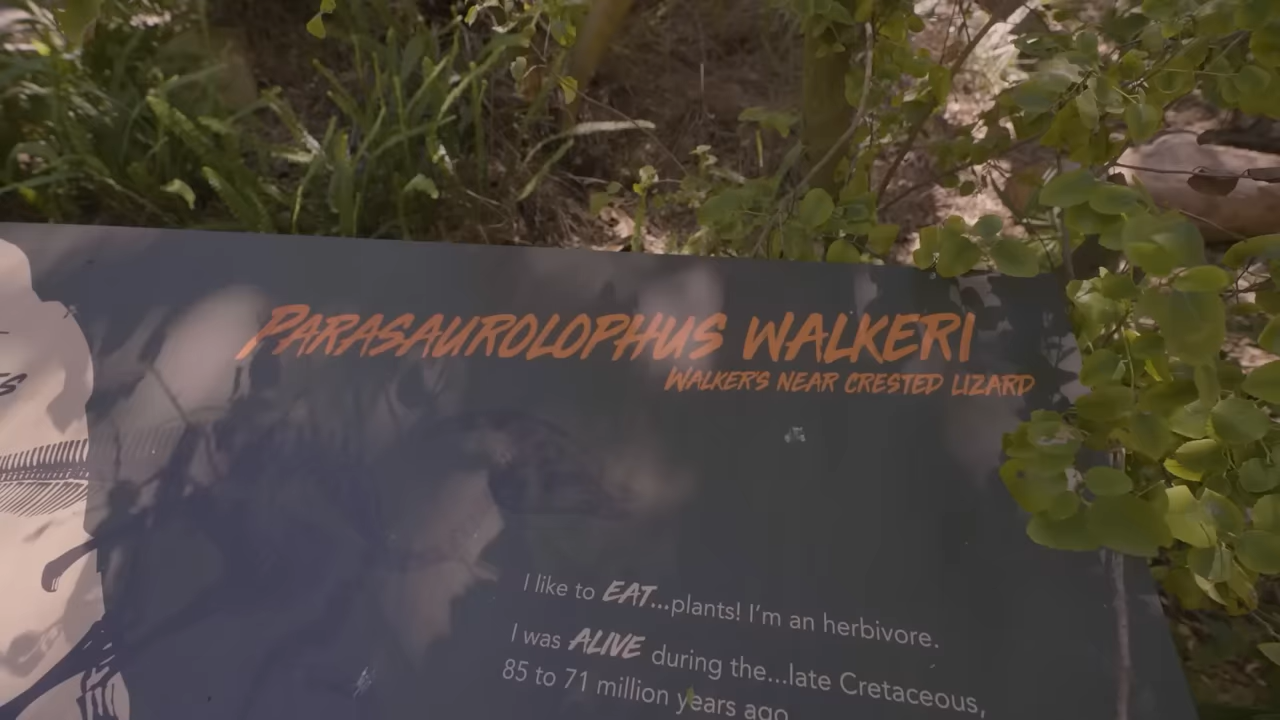 PARASAUROLOPHUS WALKERI
WALKER'S NEAR CRESTED LIZARD
I like to EAT...plants! I'm an herbivore.
I was ALIVE during the...late Cretaceous,
85 to 71 million years ago